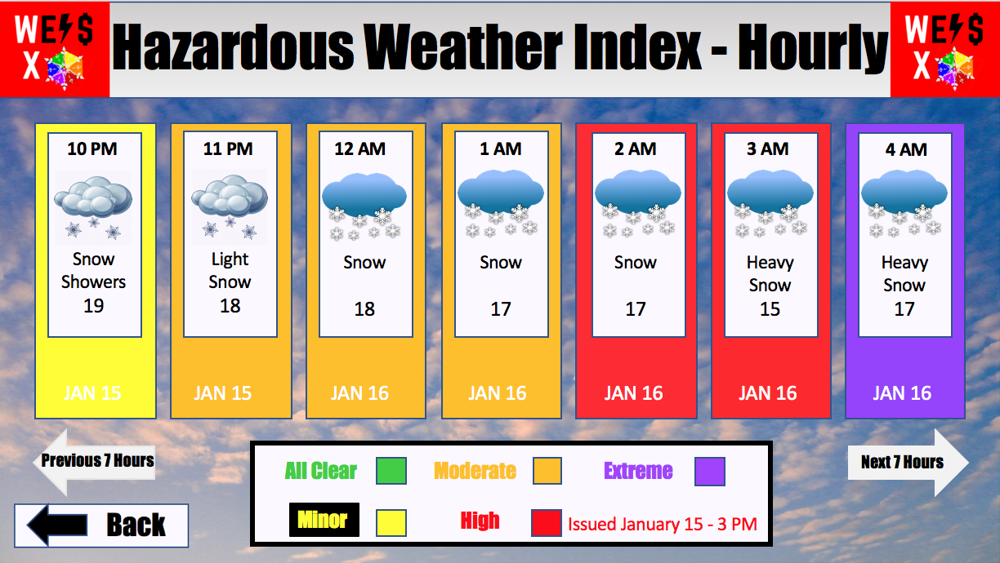 WE $
X
Hazardous Weather Index - Hourly
WE $
X
10 PM
Snow
Showers
19
JAN 15
11 PM
Light
Snow
18
JAN 15
12 AM
Snow
18
JAN 16
1 AM
Snow
17
JAN 16
2 AM
Snow
17
JAN 16
3 AM
Heavy
Snow
15
JAN 16
4 AM
Heavy
Snow
17
JAN 16
Previous 7 Hours
Next 7 Hours
Back
All Clear
Moderate
Extreme
Minor
High
Issued January 15 - 3 PM